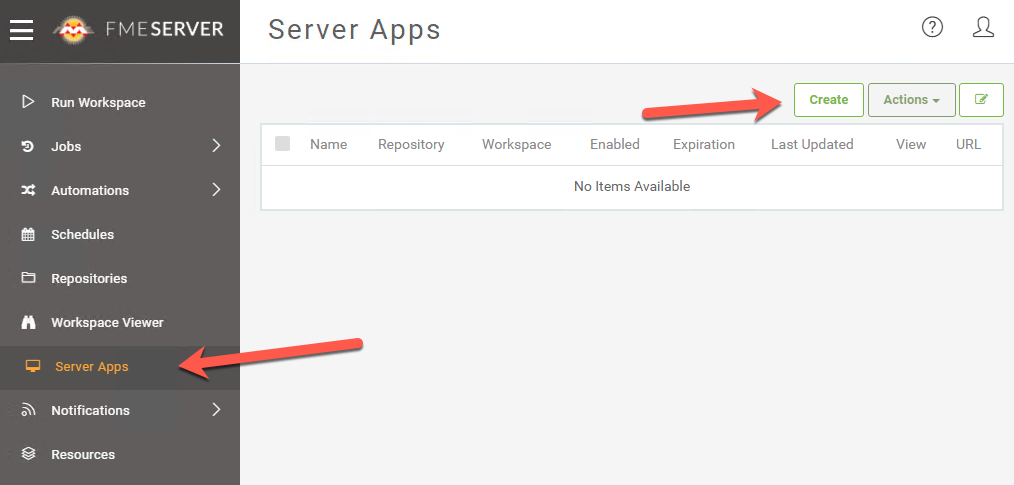 FMESERVER
Server Apps
Run Workspace
Jobs
Automations
Schedules
Repositories
Workspace Viewer
Server Apps
Notifications
Resources
Create
Actions
Name Repository Workspace Enabled Expiration Last Updated View URL
No Items Available